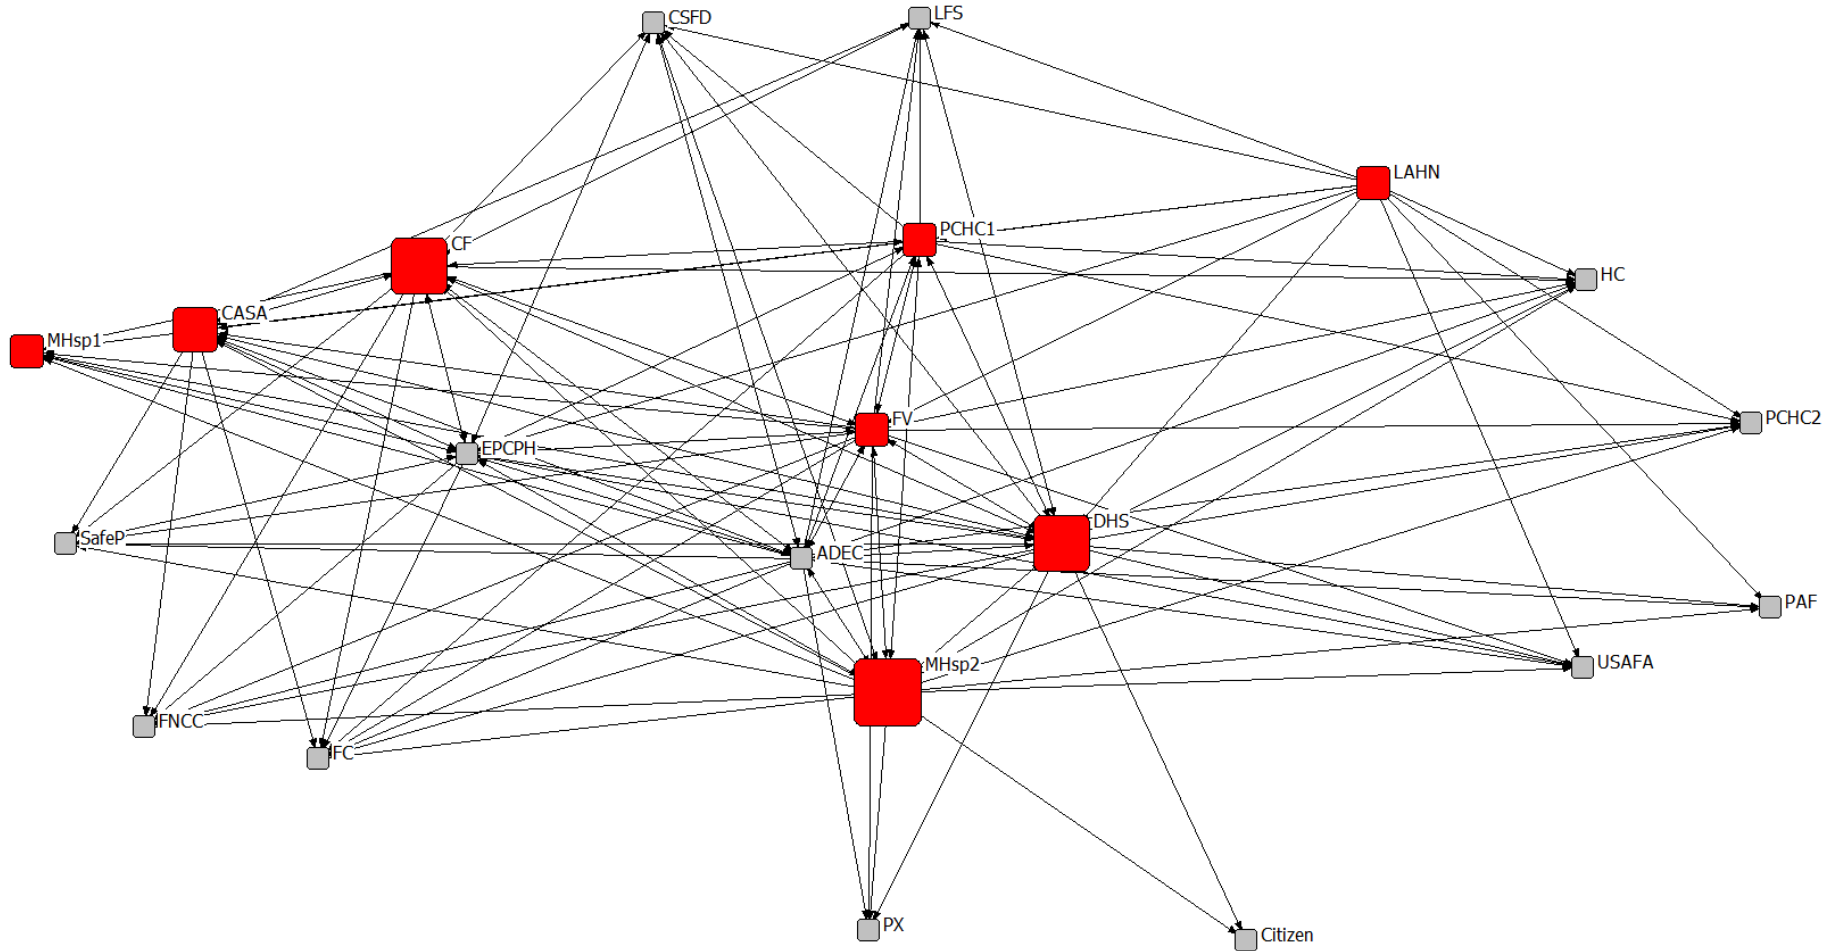 CSFD
LFS
LAHN
PCHC1
CF
HC
CASA
MHsp1
PCHC2
FV
EPCPH
DHS
SafeP
ADEC
PAF
MHsp2
USAFA
FNCC
FC
PX
Citizen